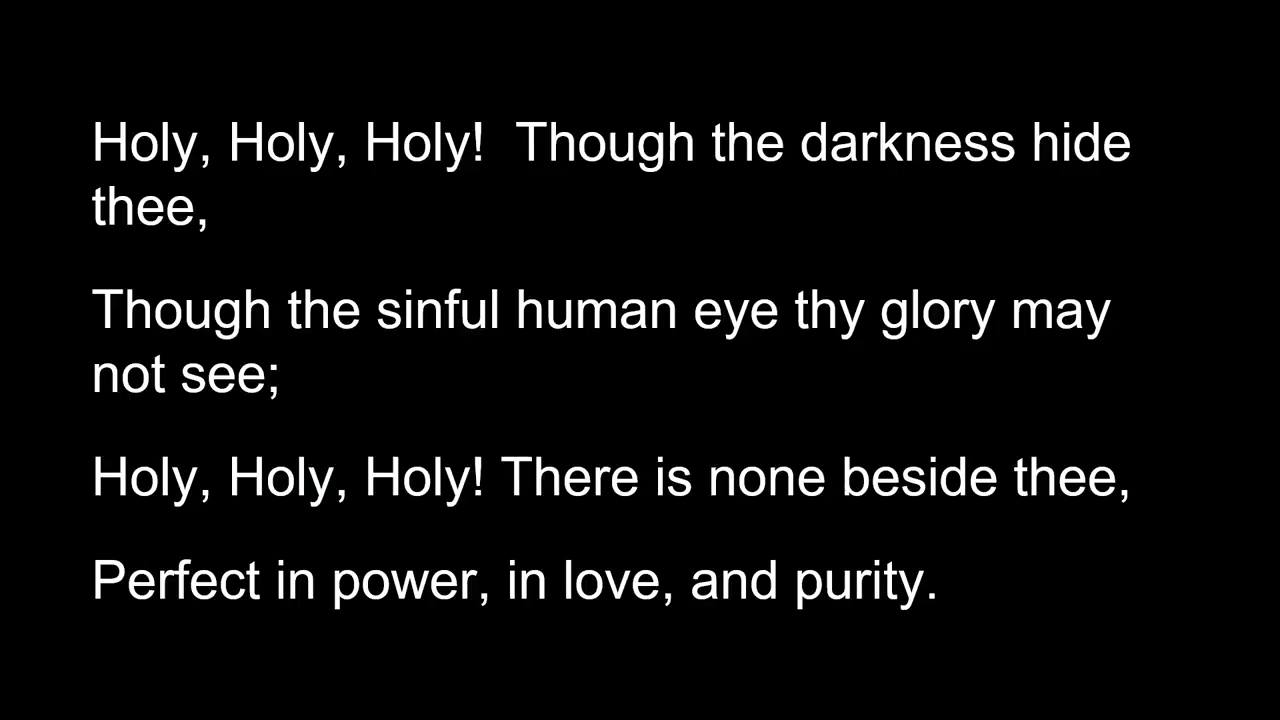 Holy, Holy, Holy!  Though the darkness hide
thee,
Though the sinful human eye thy glory may
not see;
Holy, Holy, Holy! There is none beside thee,
Perfect in power, in love, and purity.